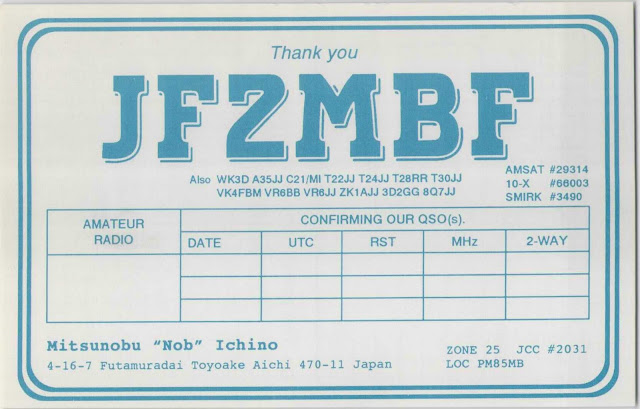 Thank you
JF2MBF
Also WK3D A35JJ C21/MI T22JJ T24JJ T28RR T30JJ
VK4FBM VR6BB VR6JJ ZK1AJJ 3D2GG 8Q7JJ
AMSAT #29314
10-X #66003
SMIRK #3490
AMATEUR
RADIO
CONFIRMING OUR QSO(s).
DATE UTC RST MHz 2-WAY
Mitsunobu “Nob” Ichino
4-16-7 Futamuradai Toyoake Aichi 470-11 Japan
ZONE 25 JCC #2031
LOC PM85MB